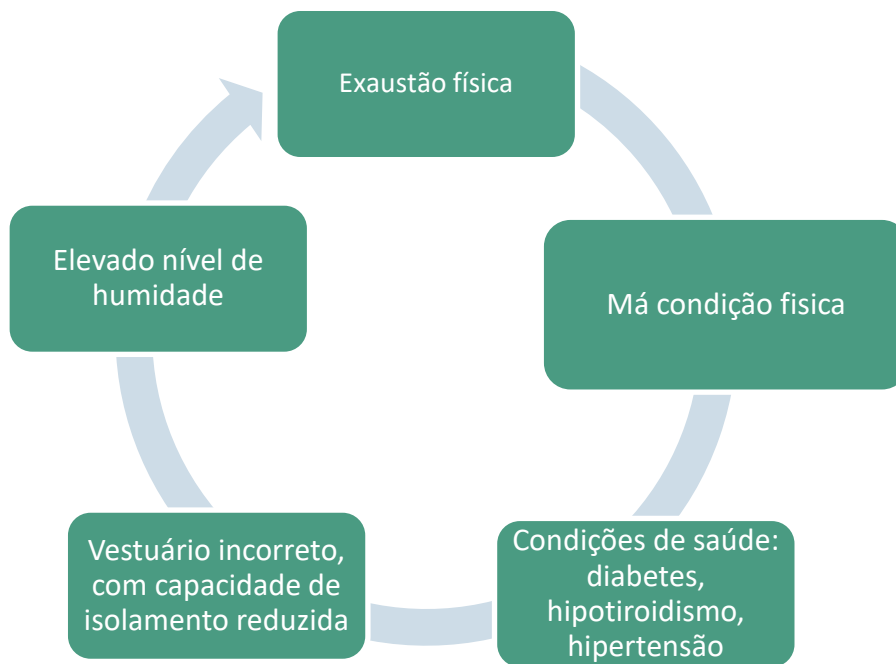 Exaustão física
Má condição fisica
Condições de saúde:
diabetes,
hipotiroidismo,
hipertensão
Vestuário incorreto,
com capacidade de
isolamento reduzida
Elevado nível de
humidade